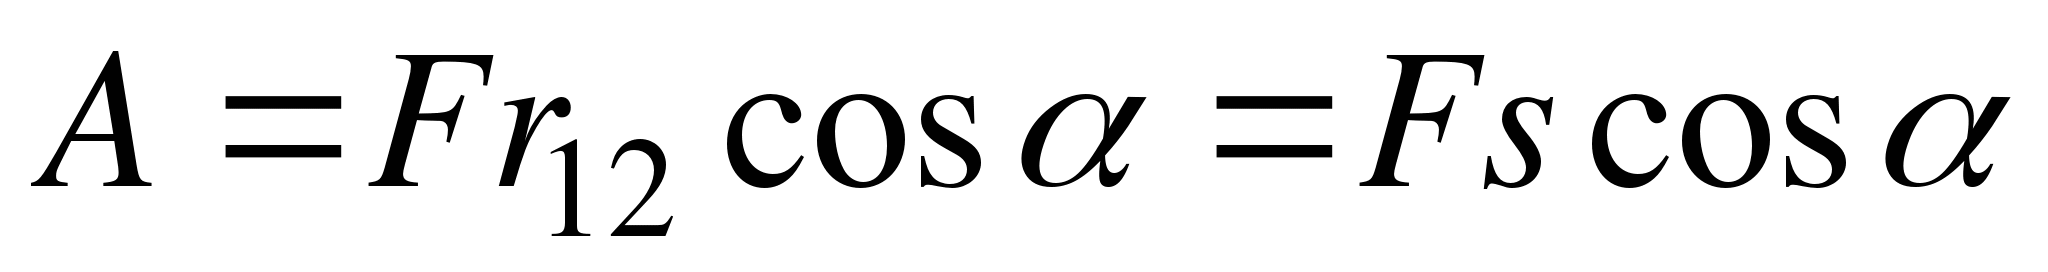 A = Fr₁₂ cos α = Fs cos α